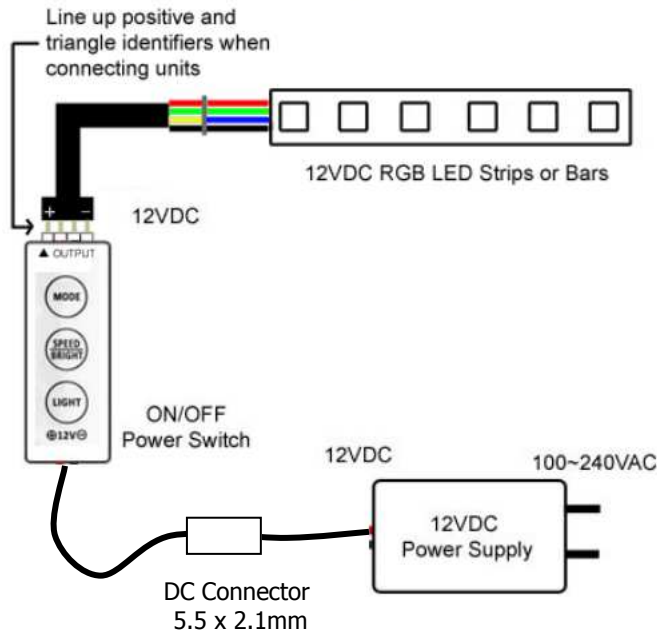 Line up positive and
triangle identifiers when
connecting units
12VDC RGB LED Strips or Bars
+ −
12VDC
▲ OUTPUT
MODE
SPEED
BRIGHT
LIGHT
⊕12V⊖
ON/OFF
Power Switch
12VDC
100~240VAC
12VDC
Power Supply
DC Connector
5.5 x 2.1mm